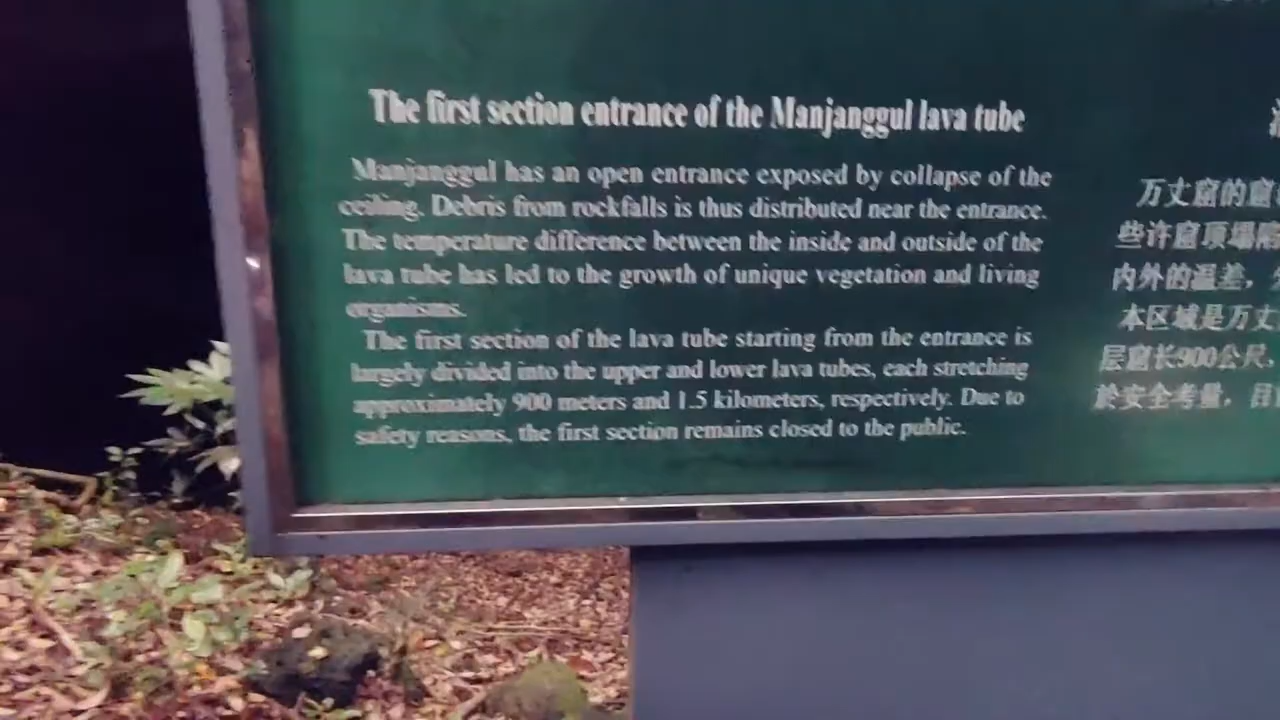 The first section entrance of the Manjanggul lava tube
Manjanggul has an open entrance exposed by collapse of the
ceiling. Debris from rockfalls is thus distributed near the entrance.
The temperature difference between the inside and outside of the
lava tube has led to the growth of unique vegetation and living
organisms.
The first section of the lava tube starting from the entrance is
largely divided into the upper and lower lava tubes, each stretching
approximately 900 meters and 1.5 kilometers, respectively. Due to
safety reasons, the first section remains closed to the public.
万丈窟的窟
些许窟顶塌陷
内外的温差，
本区域是万丈
层窟长900公尺，
於安全考量，目